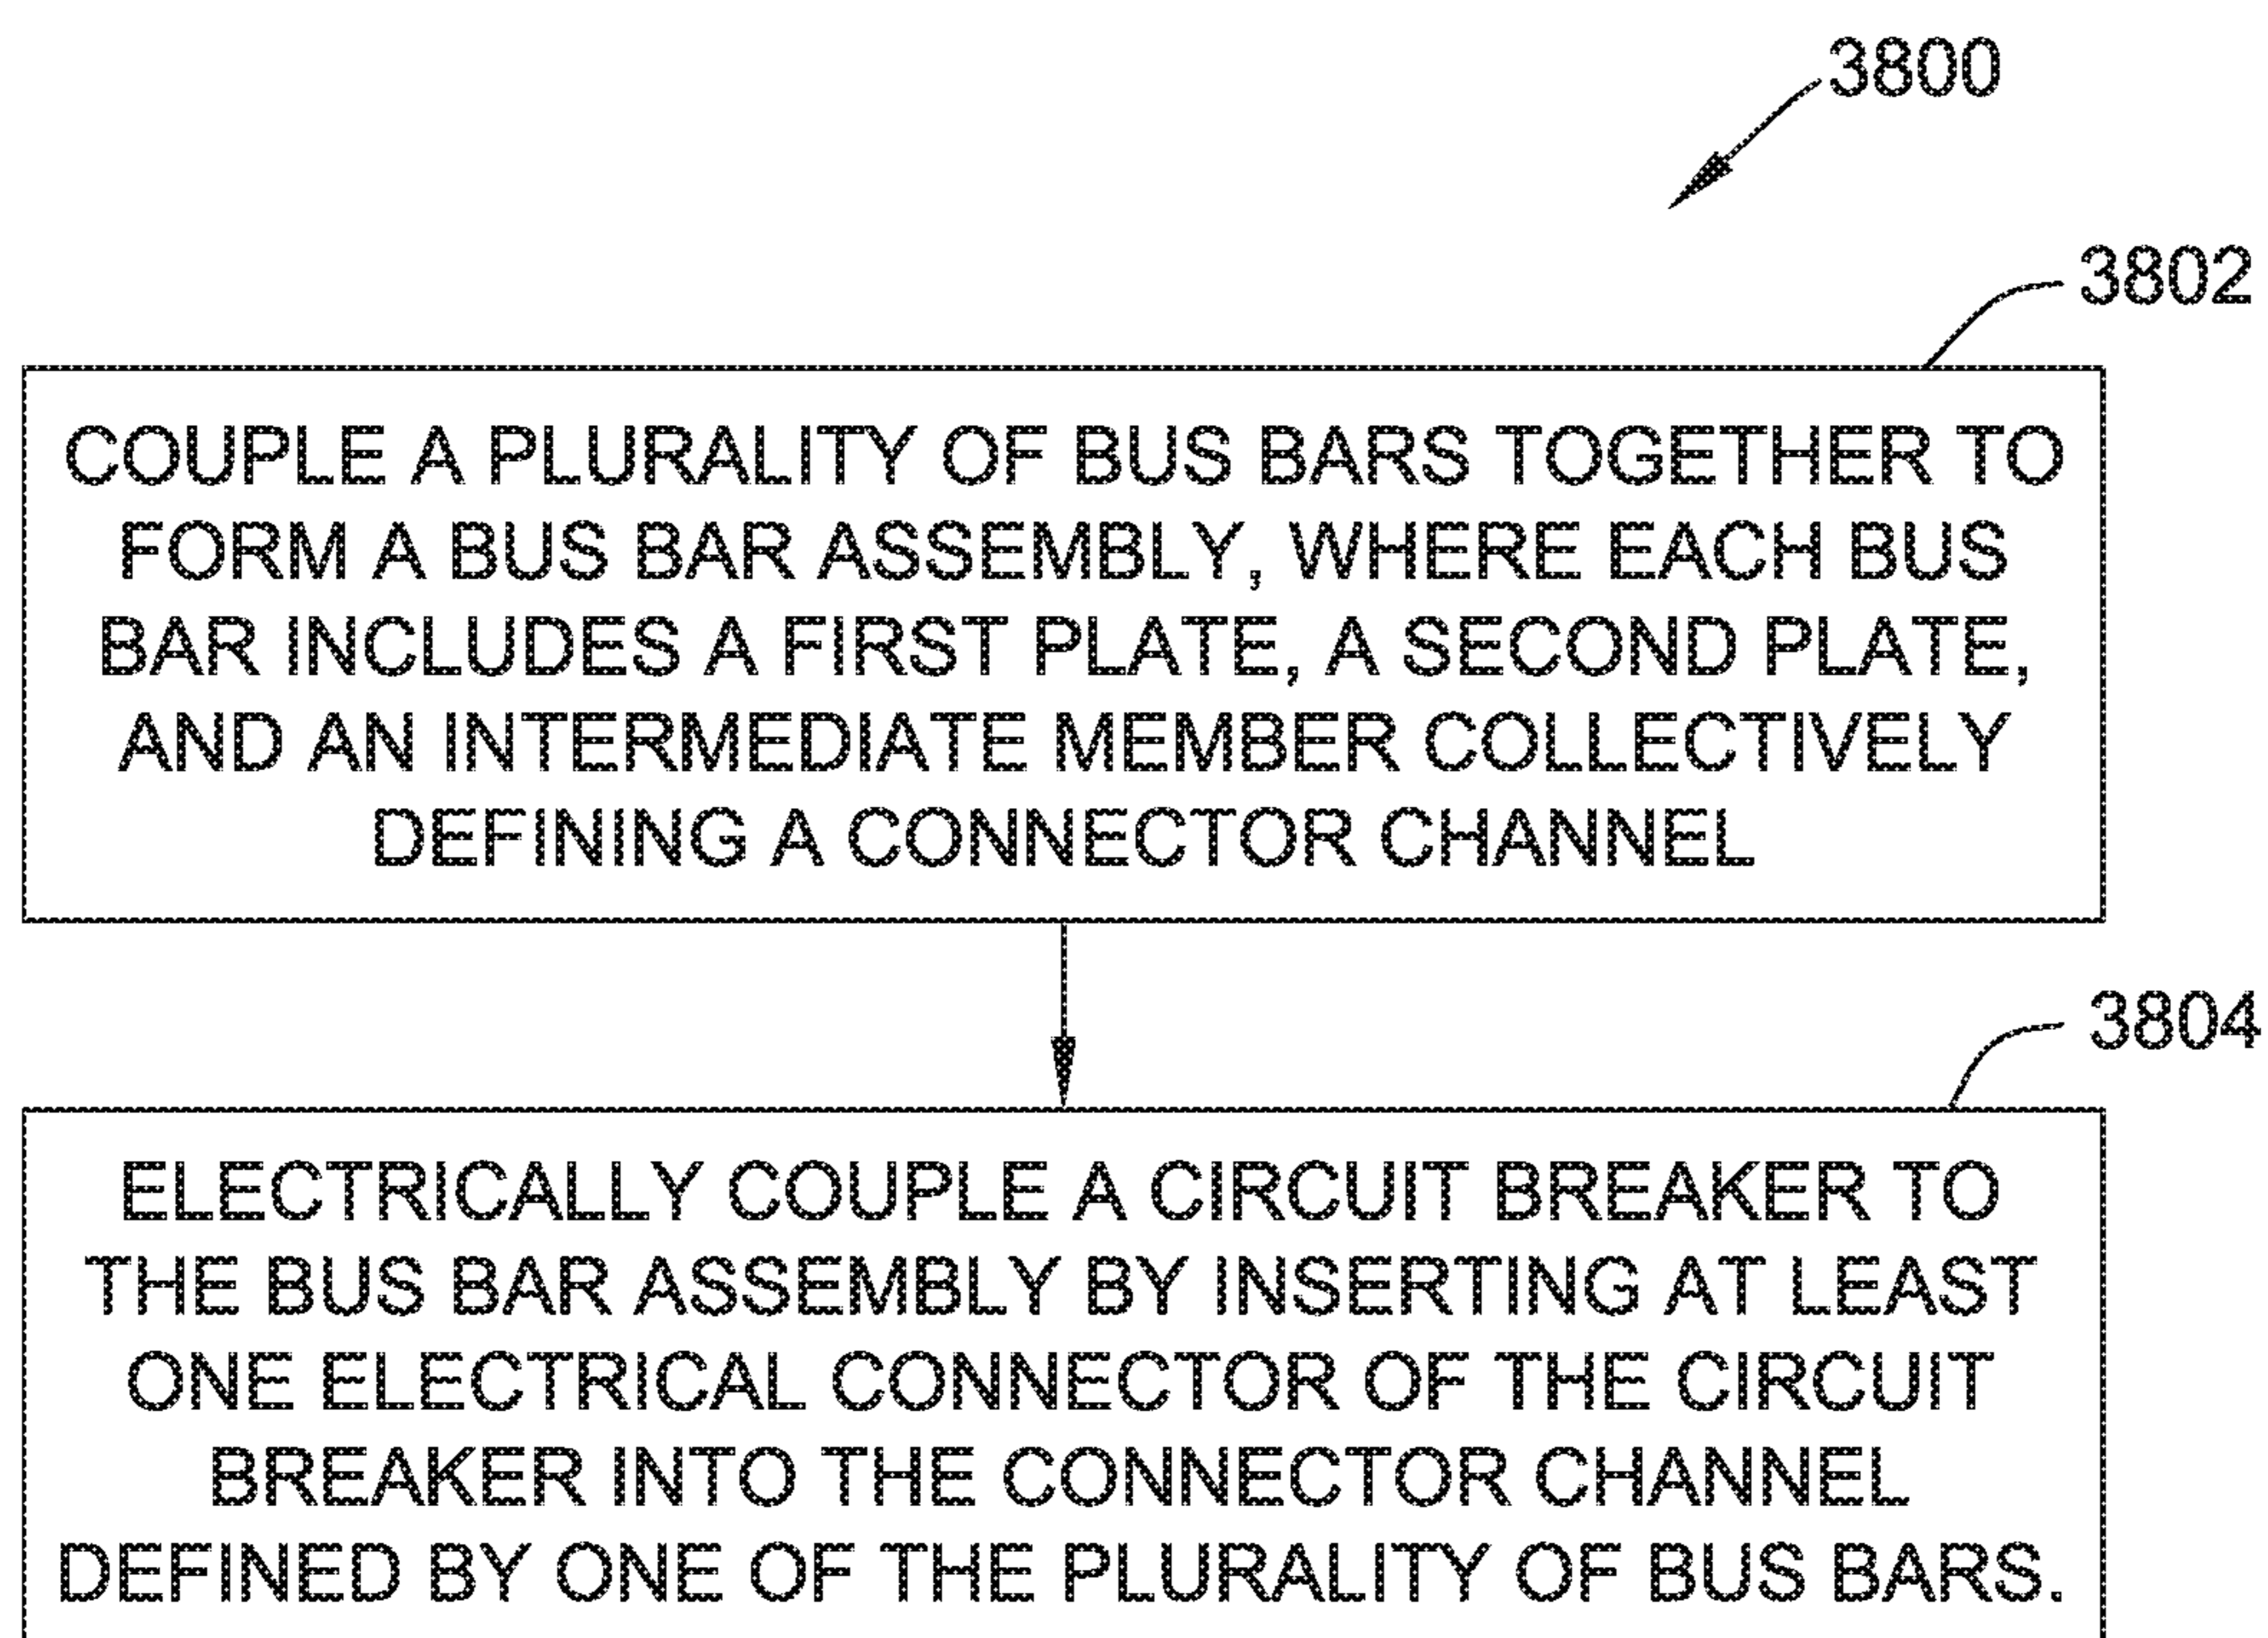 3800
3802
COUPLE A PLURALITY OF BUS BARS TOGETHER TO
FORM A BUS BAR ASSEMBLY, WHERE EACH BUS
BAR INCLUDES A FIRST PLATE, A SECOND PLATE,
AND AN INTERMEDIATE MEMBER COLLECTIVELY
DEFINING A CONNECTOR CHANNEL
3804
ELECTRICALLY COUPLE A CIRCUIT BREAKER TO
THE BUS BAR ASSEMBLY BY INSERTING AT LEAST
ONE ELECTRICAL CONNECTOR OF THE CIRCUIT
BREAKER INTO THE CONNECTOR CHANNEL
DEFINED BY ONE OF THE PLURALITY OF BUS BARS.